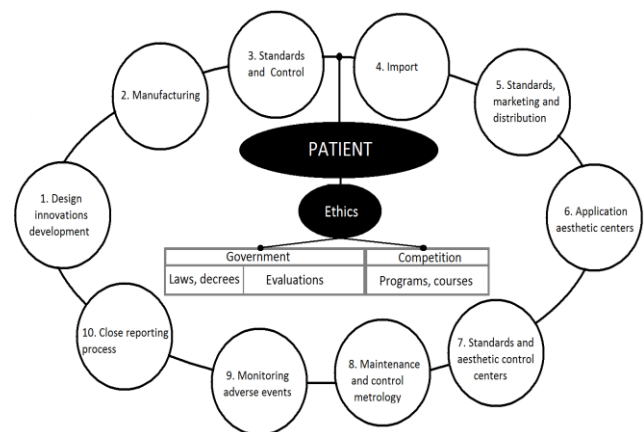 3. Standards
and Control
4. Import
2. Manufacturing
5. Standards,
marketing and
distribution
PATIENT
1. Design
innovations
development
Ethics
6. Application
aesthetic centers
Government
Competition
Laws, decrees
Evaluations
Programs, courses
10. Close reporting
process
9. Monitoring
adverse events
8. Maintenance
and control
metrology
7. Standards and
aesthetic control
centers